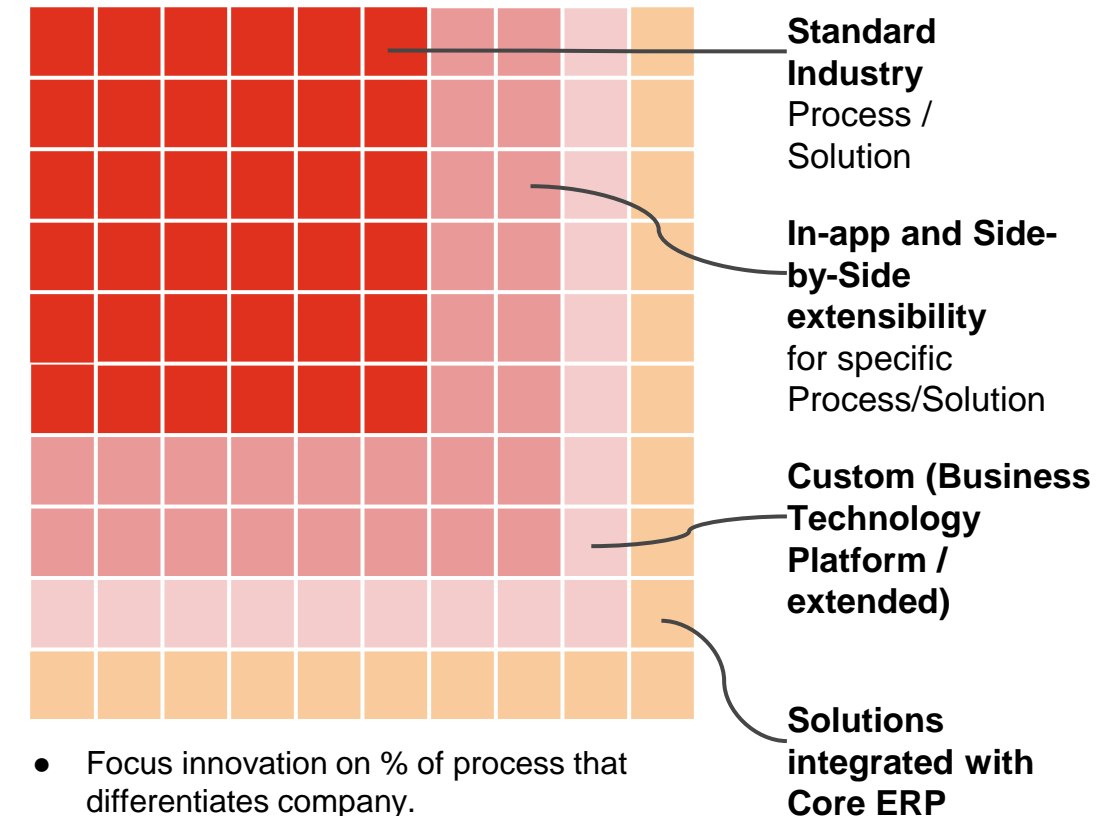 Standard
Industry
Process /
Solution
In-app and Side-
by-Side
extensibility
for specific
Process/Solution
Custom (Business
Technology
Platform /
extended)
Solutions
integrated with
Core ERP
● Focus innovation on % of process that
differentiates company.